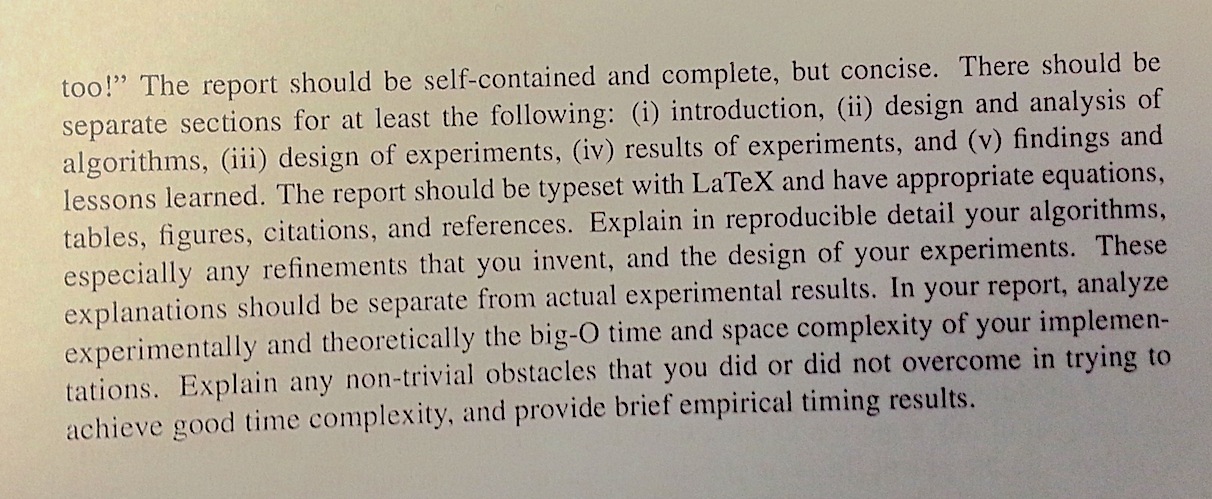 too!” The report should be self-contained and complete, but concise. There should be
separate sections for at least the following: (i) introduction, (ii) design and analysis of
algorithms, (iii) design of experiments, (iv) results of experiments, and (v) findings and
lessons learned. The report should be typeset with LaTeX and have appropriate equations,
tables, figures, citations, and references. Explain in reproducible detail your algorithms,
especially any refinements that you invent, and the design of your experiments. These
explanations should be separate from actual experimental results. In your report, analyze
experimentally and theoretically the big-O time and space complexity of your implemen-
tations. Explain any non-trivial obstacles that you did or did not overcome in trying to
achieve good time complexity, and provide brief empirical timing results.